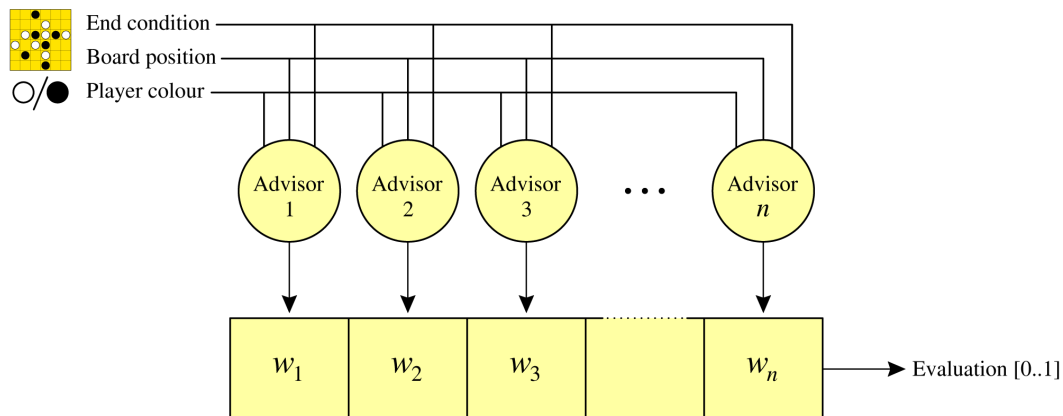 End condition
Board position
Player colour
Advisor
1
Advisor
2
Advisor
3
...
Advisor
n
w1
w2
w3
wn
Evaluation [0..1]